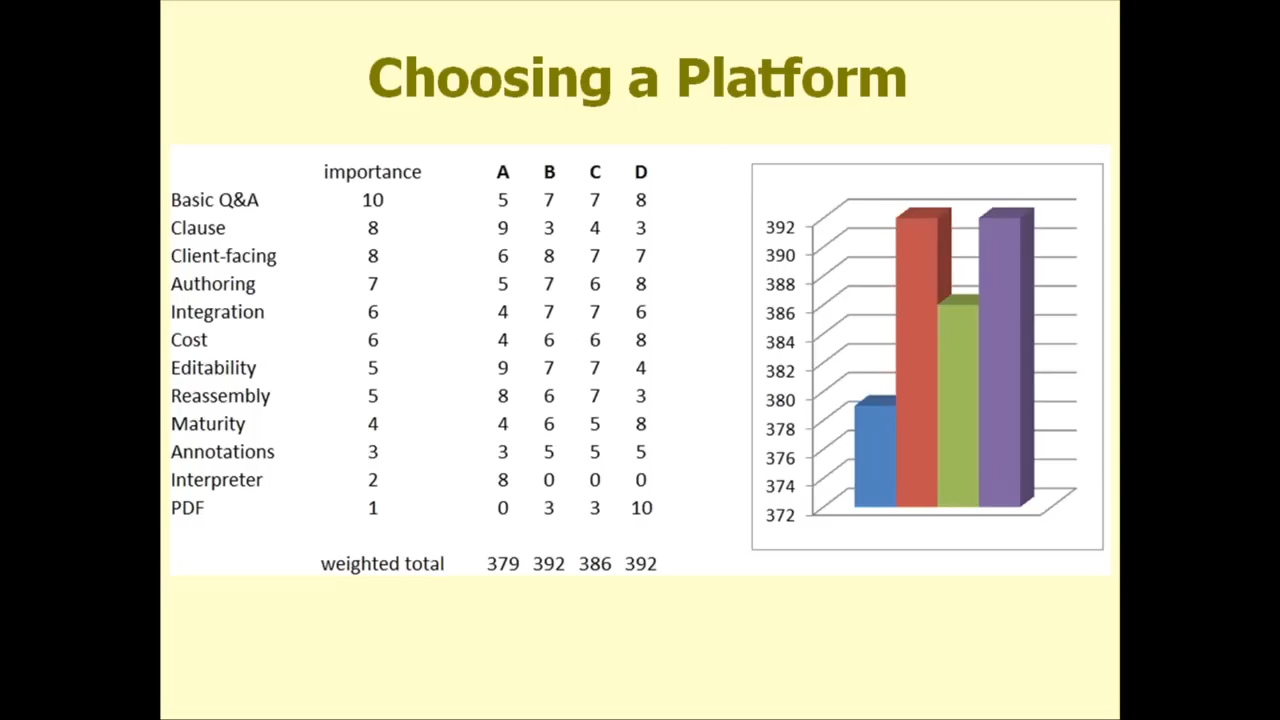 Choosing a Platform
importance A B C D
Basic Q&A 10 5 7 7 8
Clause 8 9 3 4 3
Client-facing 8 6 8 7 7
Authoring 7 5 7 6 8
Integration 6 4 7 7 6
Cost 6 4 6 6 8
Editability 5 9 7 7 4
Reassembly 5 8 6 7 3
Maturity 4 4 6 5 8
Annotations 3 3 5 5 5
Interpreter 2 8 0 0 0
PDF 1 0 3 3 10
weighted total 379 392 386 392
392
390
388
386
384
382
380
378
376
374
372